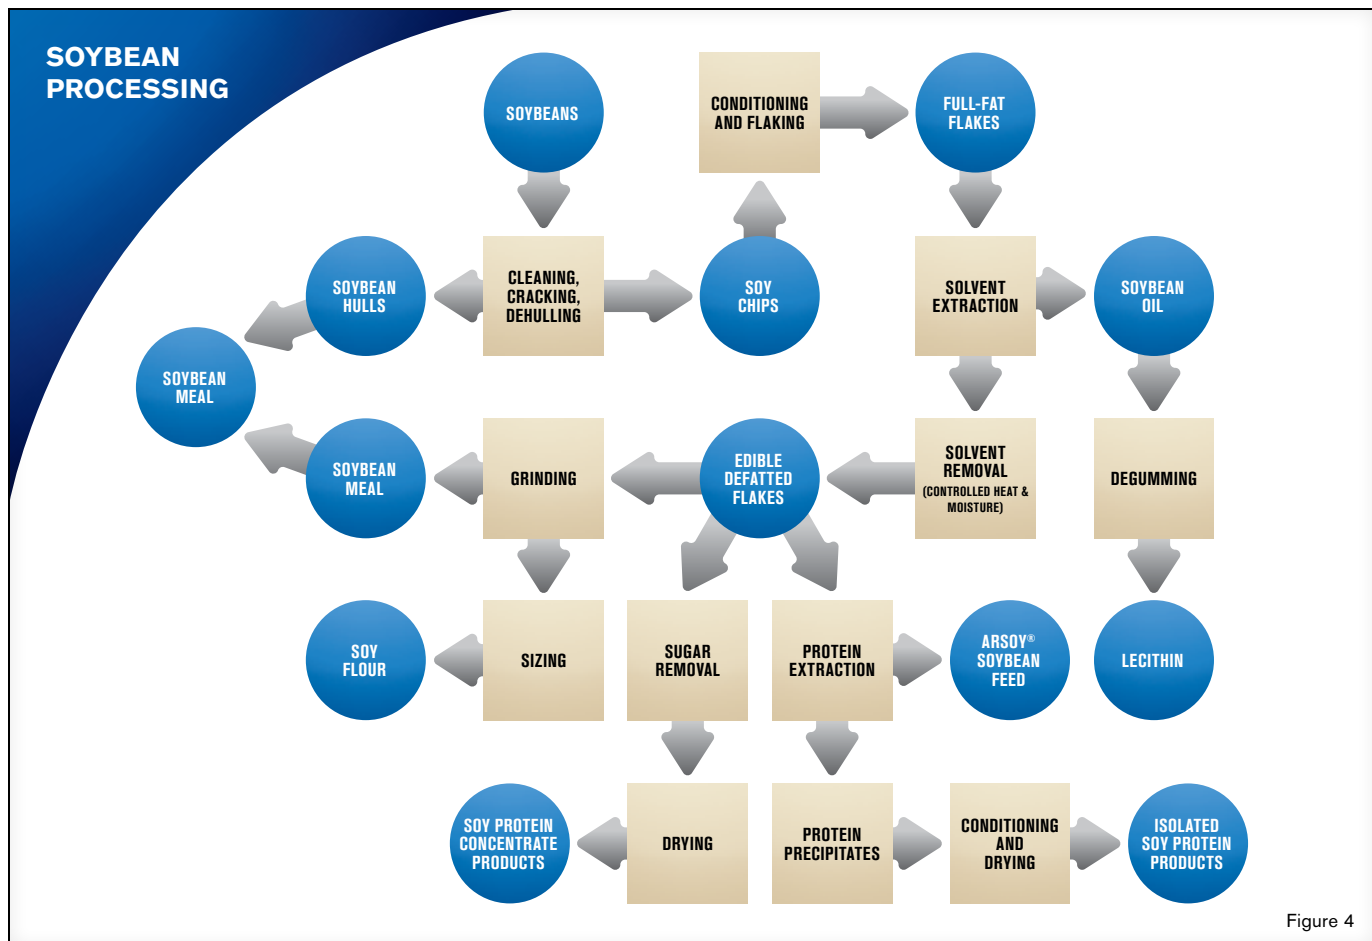 SOYBEAN
PROCESSING
SOYBEANS
CONDITIONING
AND FLAKING
FULL-FAT
FLAKES
SOYBEAN
HULLS
CLEANING,
CRACKING,
DEHULLING
SOY
CHIPS
SOLVENT
EXTRACTION
SOYBEAN
OIL
SOYBEAN
MEAL
SOYBEAN
MEAL
GRINDING
EDIBLE
DEFATTED
FLAKES
SOLVENT
REMOVAL
(CONTROLLED HEAT &
MOISTURE)
DEGUMMING
SOY
FLOUR
SIZING
SUGAR
REMOVAL
PROTEIN
EXTRACTION
ARSOY®
SOYBEAN
FEED
LECITHIN
SOY PROTEIN
CONCENTRATE
PRODUCTS
DRYING
PROTEIN
PRECIPITATES
CONDITIONING
AND
DRYING
ISOLATED
SOY PROTEIN
PRODUCTS
Figure 4